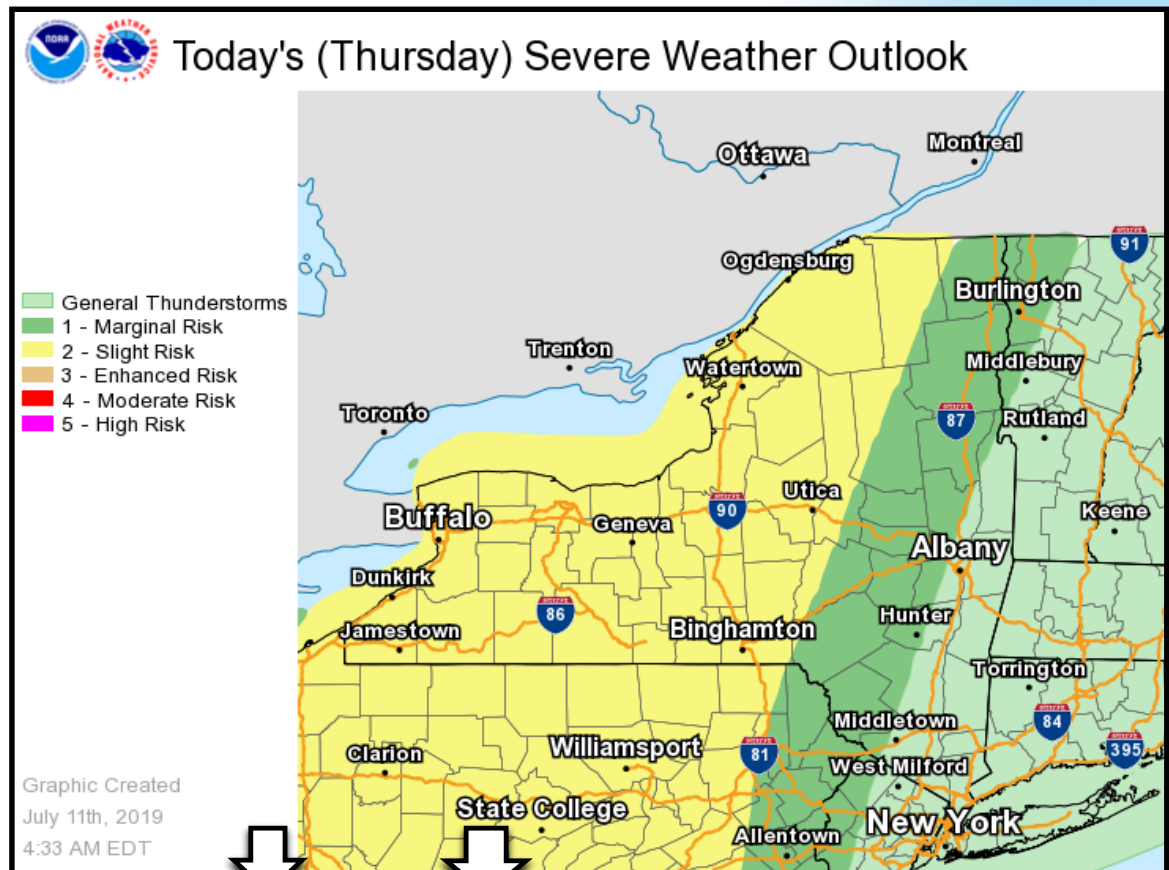 NOAA
NATIONAL WEATHER SERVICE
Today's (Thursday) Severe Weather Outlook
General Thunderstorms
1 - Marginal Risk
2 - Slight Risk
3 - Enhanced Risk
4 - Moderate Risk
5 - High Risk
Ottawa
Montreal
91
Ogdensburg
Burlington
Trenton
Watertown
Middlebury
Toronto
87
Rutland
Utica
90
Buffalo
Geneva
Keene
Albany
Dunkirk
86
Hunter
Jamestown
Binghamton
Torrington
Middletown
84
Clarion
Williamsport
81
395
West Milford
State College
New York
Allentown
Graphic Created
July 11th, 2019
4:33 AM EDT